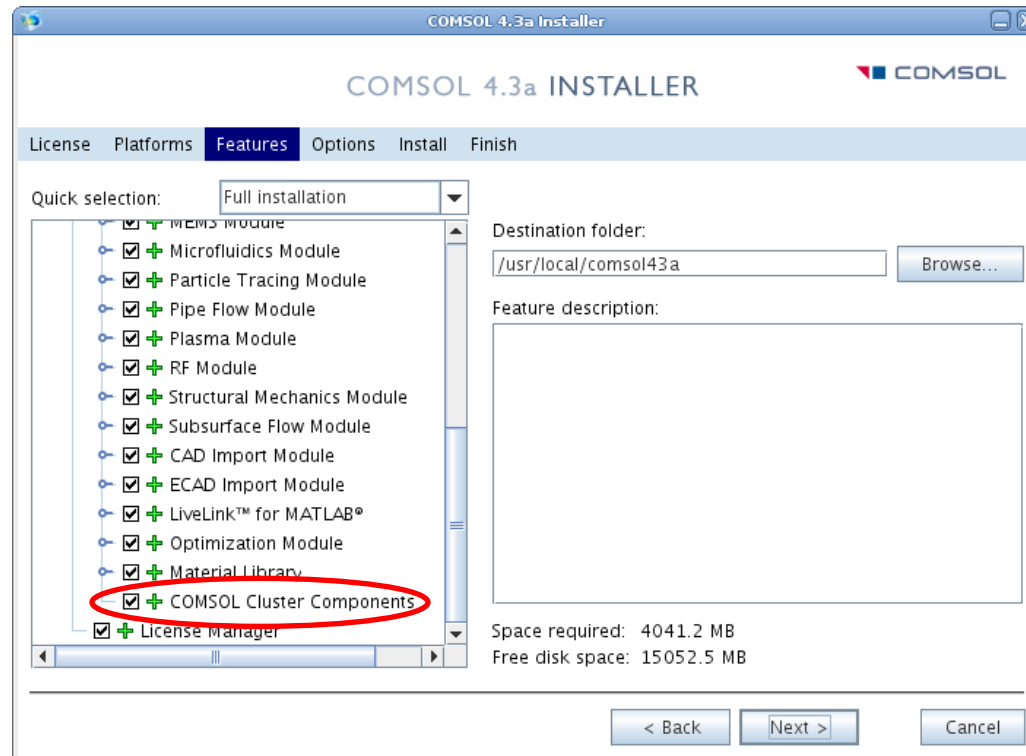 COMSOL 4.3a Installer
COMSOL 4.3a INSTALLER
COMSOL
License Platforms Features Options Install Finish
Quick selection: Full installation
MEMS Module
Microfluidics Module
Particle Tracing Module
Pipe Flow Module
Plasma Module
RF Module
Structural Mechanics Module
Subsurface Flow Module
CAD Import Module
ECAD Import Module
LiveLink™ for MATLAB®
Optimization Module
Material Library
COMSOL Cluster Components
License Manager
Destination folder:
/usr/local/comsol43a Browse...
Feature description:
Space required: 4041.2 MB
Free disk space: 15052.5 MB
< Back Next > Cancel